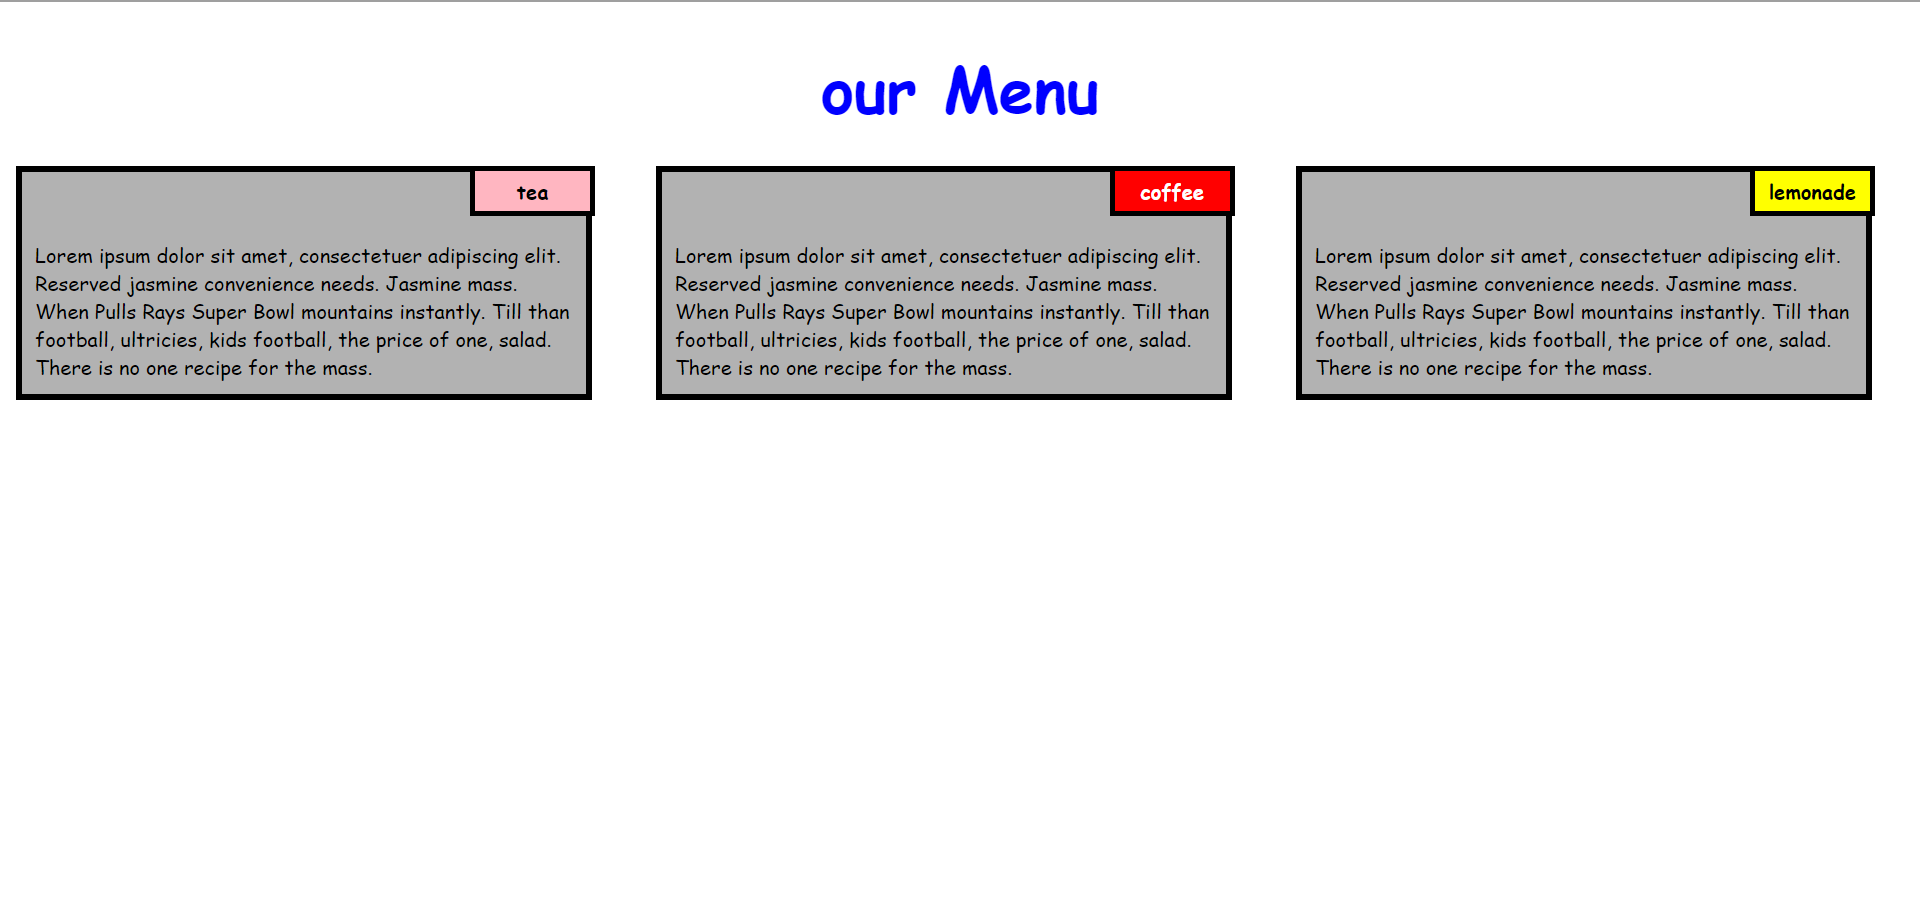 our Menu
tea
Lorem ipsum dolor sit amet, consectetuer adipiscing elit.
Reserved jasmine convenience needs. Jasmine mass.
When Pulls Rays Super Bowl mountains instantly. Till than
football, ultricies, kids football, the price of one, salad.
There is no one recipe for the mass.
coffee
Lorem ipsum dolor sit amet, consectetuer adipiscing elit.
Reserved jasmine convenience needs. Jasmine mass.
When Pulls Rays Super Bowl mountains instantly. Till than
football, ultricies, kids football, the price of one, salad.
There is no one recipe for the mass.
lemonade
Lorem ipsum dolor sit amet, consectetuer adipiscing elit.
Reserved jasmine convenience needs. Jasmine mass.
When Pulls Rays Super Bowl mountains instantly. Till than
football, ultricies, kids football, the price of one, salad.
There is no one recipe for the mass.